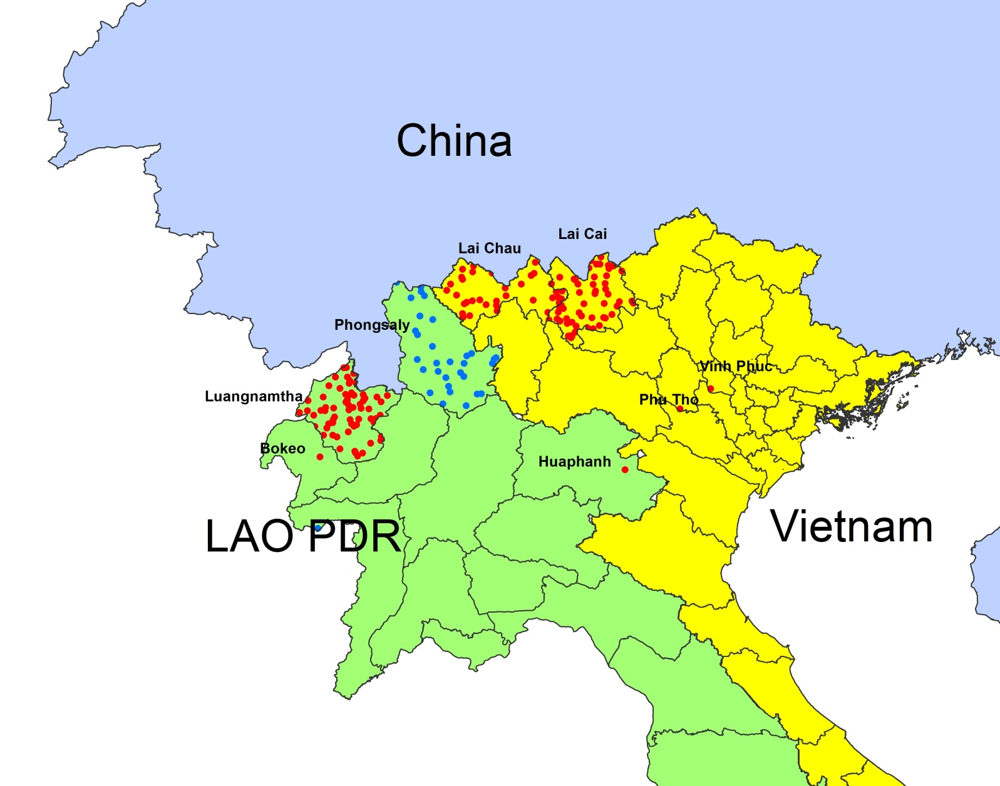 China
Lai Cai
Lai Chau
Phongsaly
Vinh Phuc
Luangnamtha
Phu Tho
Bokeo
Huaphanh
LAO PDR
Vietnam